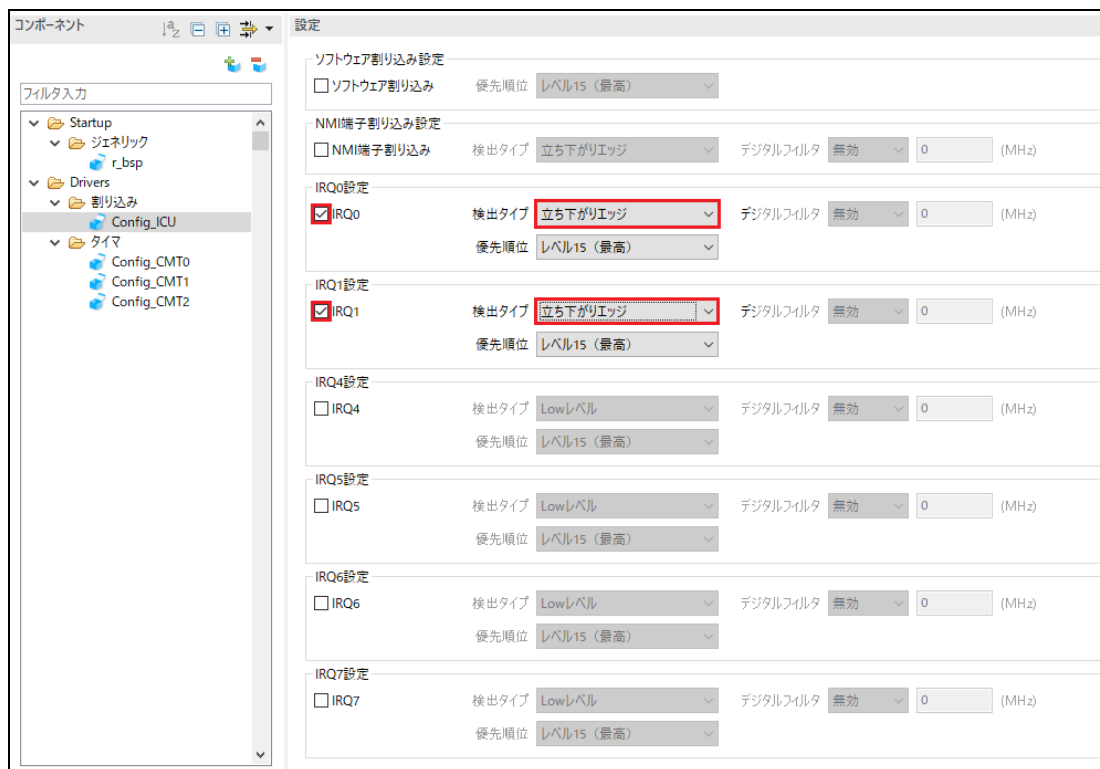 コンポーネント
フィルタ入力
Startup
ジェネリック
r_bsp
Drivers
割り込み
Config_ICU
タイマ
Config_CMT0
Config_CMT1
Config_CMT2
設定
ソフトウェア割り込み設定
ソフトウェア割り込み 優先順位 レベル15（最高）
NMI端子割り込み設定
NMI端子割り込み 検出タイプ 立ち下がりエッジ デジタルフィルタ 無効 0 (MHz)
IRQ0設定
IRQ0 検出タイプ 立ち下がりエッジ デジタルフィルタ 無効 0 (MHz)
優先順位 レベル15（最高）
IRQ1設定
IRQ1 検出タイプ 立ち下がりエッジ デジタルフィルタ 無効 0 (MHz)
優先順位 レベル15（最高）
IRQ4設定
IRQ4 検出タイプ Lowレベル デジタルフィルタ 無効 0 (MHz)
優先順位 レベル15（最高）
IRQ5設定
IRQ5 検出タイプ Lowレベル デジタルフィルタ 無効 0 (MHz)
優先順位 レベル15（最高）
IRQ6設定
IRQ6 検出タイプ Lowレベル デジタルフィルタ 無効 0 (MHz)
優先順位 レベル15（最高）
IRQ7設定
IRQ7 検出タイプ Lowレベル デジタルフィルタ 無効 0 (MHz)
優先順位 レベル15（最高）